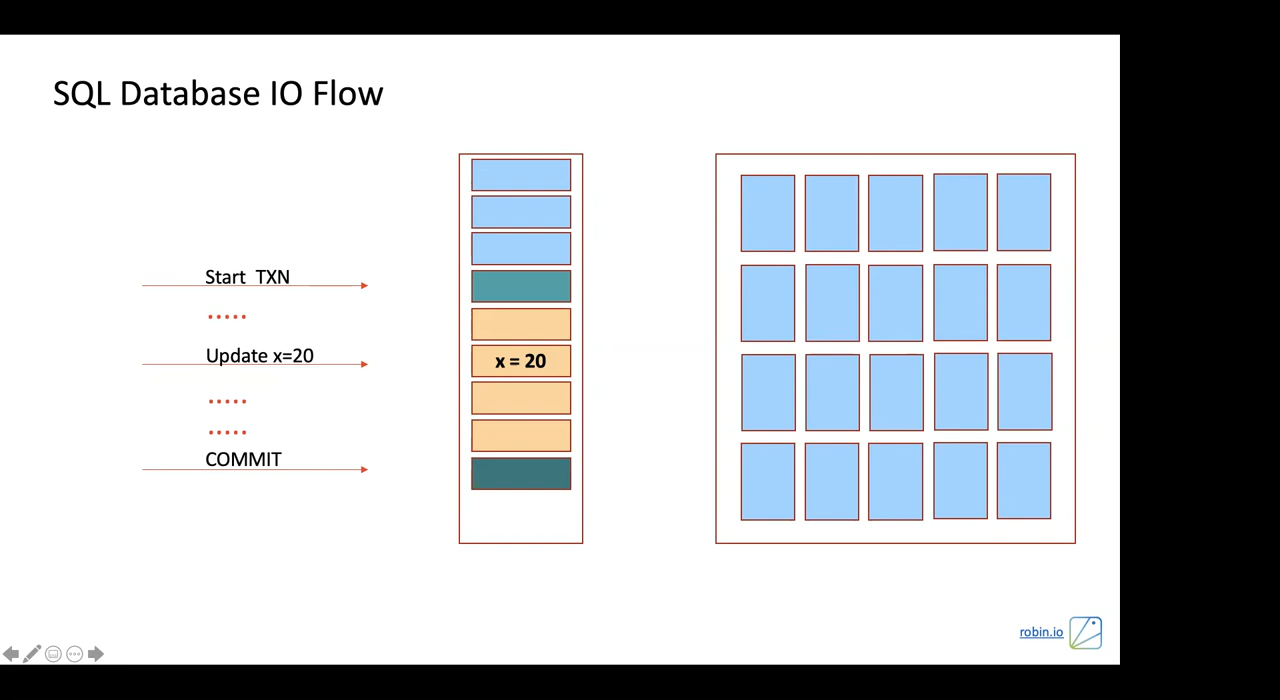 SQL Database IO Flow
Start TXN
.....
Update x=20
x = 20
.....
.....
COMMIT
robin.io